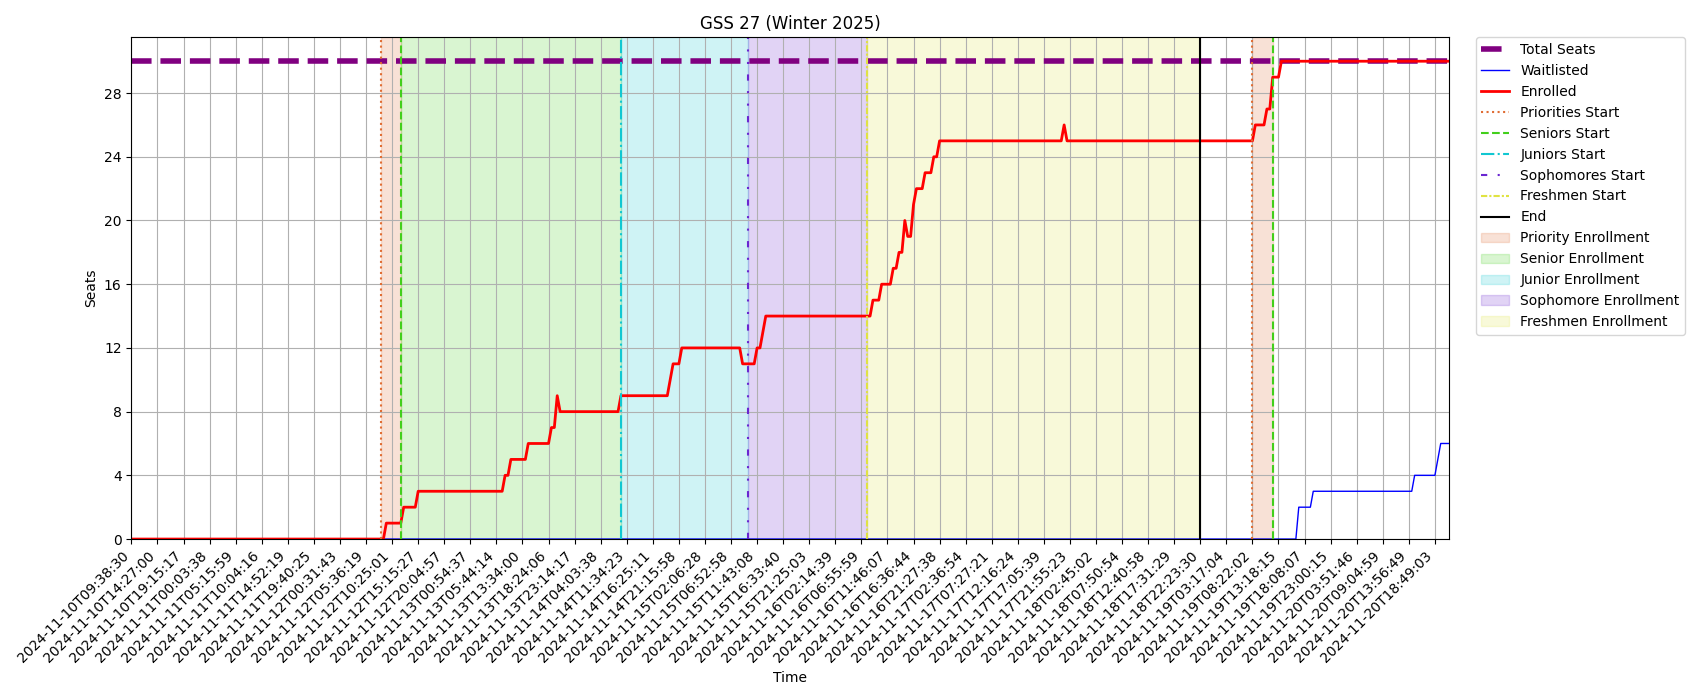 GSS 27 (Winter 2025)
Total Seats
Waitlisted
Enrolled
Priorities Start
Seniors Start
Juniors Start
Sophomores Start
Freshmen Start
End
Priority Enrollment
Senior Enrollment
Junior Enrollment
Sophomore Enrollment
Freshmen Enrollment
Seats
28
24
20
16
12
8
4
0
2024-11-10T09:38:30
2024-11-10T14:27:00
2024-11-10T19:15:17
2024-11-11T00:03:38
2024-11-11T05:15:59
2024-11-11T10:04:16
2024-11-11T14:52:19
2024-11-11T19:40:25
2024-11-12T00:31:43
2024-11-12T05:36:19
2024-11-12T10:25:01
2024-11-12T15:15:27
2024-11-12T20:04:57
2024-11-13T00:54:37
2024-11-13T05:44:14
2024-11-13T13:34:00
2024-11-13T18:24:06
2024-11-13T23:14:17
2024-11-14T04:03:38
2024-11-14T11:34:23
2024-11-14T16:25:11
2024-11-14T21:15:58
2024-11-15T02:06:28
2024-11-15T06:52:58
2024-11-15T11:43:08
2024-11-15T16:33:40
2024-11-15T21:25:03
2024-11-16T02:14:39
2024-11-16T06:55:59
2024-11-16T11:46:07
2024-11-16T16:36:44
2024-11-16T21:27:38
2024-11-17T02:36:54
2024-11-17T07:27:21
2024-11-17T12:16:24
2024-11-17T17:05:39
2024-11-17T21:55:23
2024-11-18T02:45:02
2024-11-18T07:50:54
2024-11-18T12:40:58
2024-11-18T17:31:29
2024-11-18T22:23:30
2024-11-19T03:17:04
2024-11-19T08:22:02
2024-11-19T13:18:15
2024-11-19T18:08:07
2024-11-19T23:00:15
2024-11-20T03:51:46
2024-11-20T09:04:59
2024-11-20T13:56:49
2024-11-20T18:49:03
Time